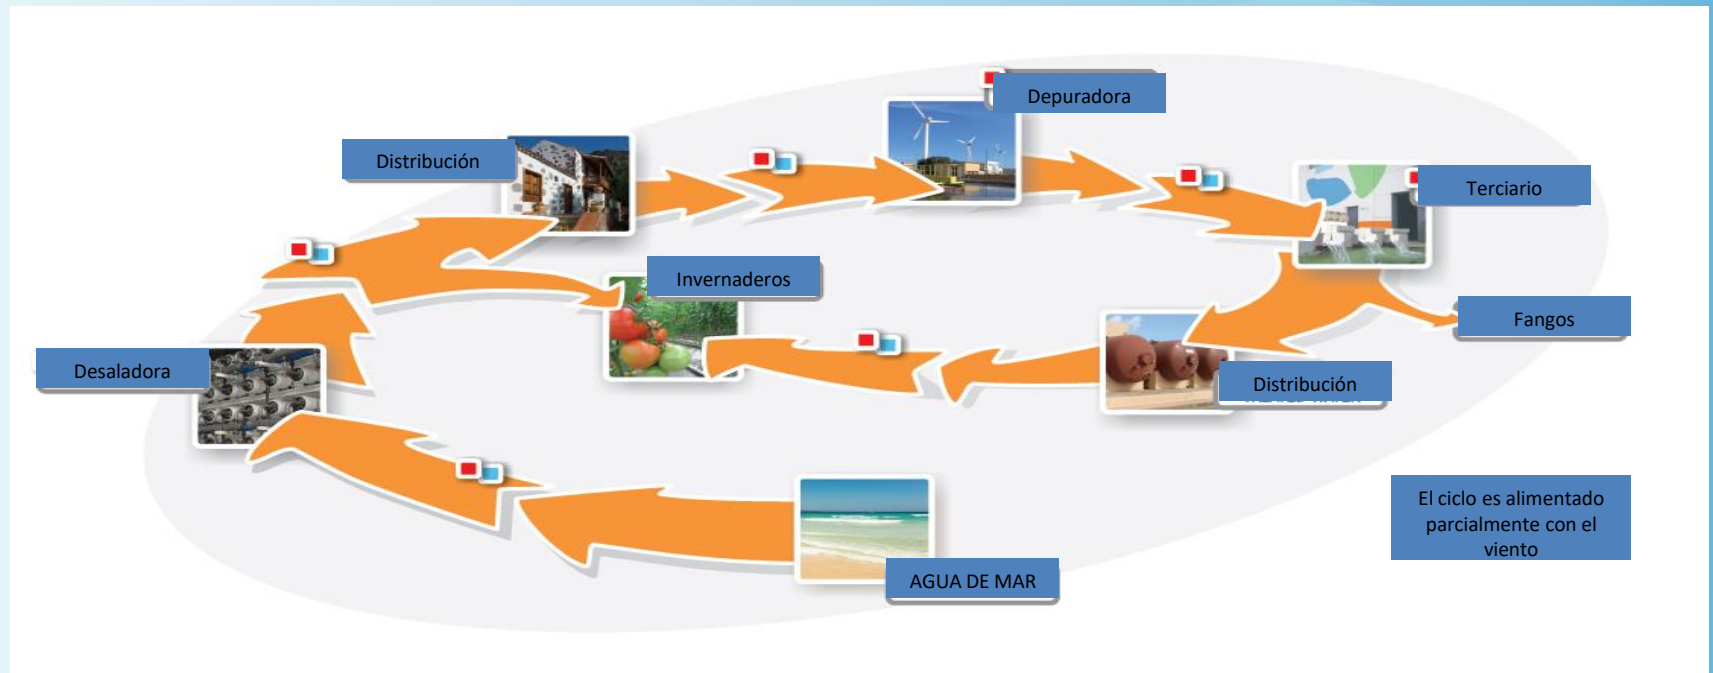 Depuradora
Distribución
Terciario
Invernaderos
Fangos
Desaladora
Distribución
El ciclo es alimentado
parcialmente con el
viento
AGUA DE MAR